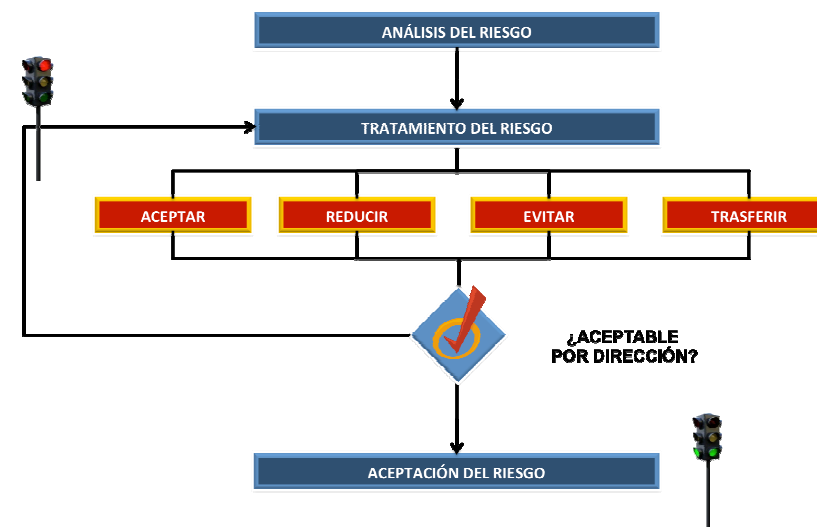 ANÁLISIS DEL RIESGO
TRATAMIENTO DEL RIESGO
ACEPTAR
REDUCIR
EVITAR
TRASFERIR
¿ACEPTABLE
POR DIRECCIÓN?
ACEPTACIÓN DEL RIESGO